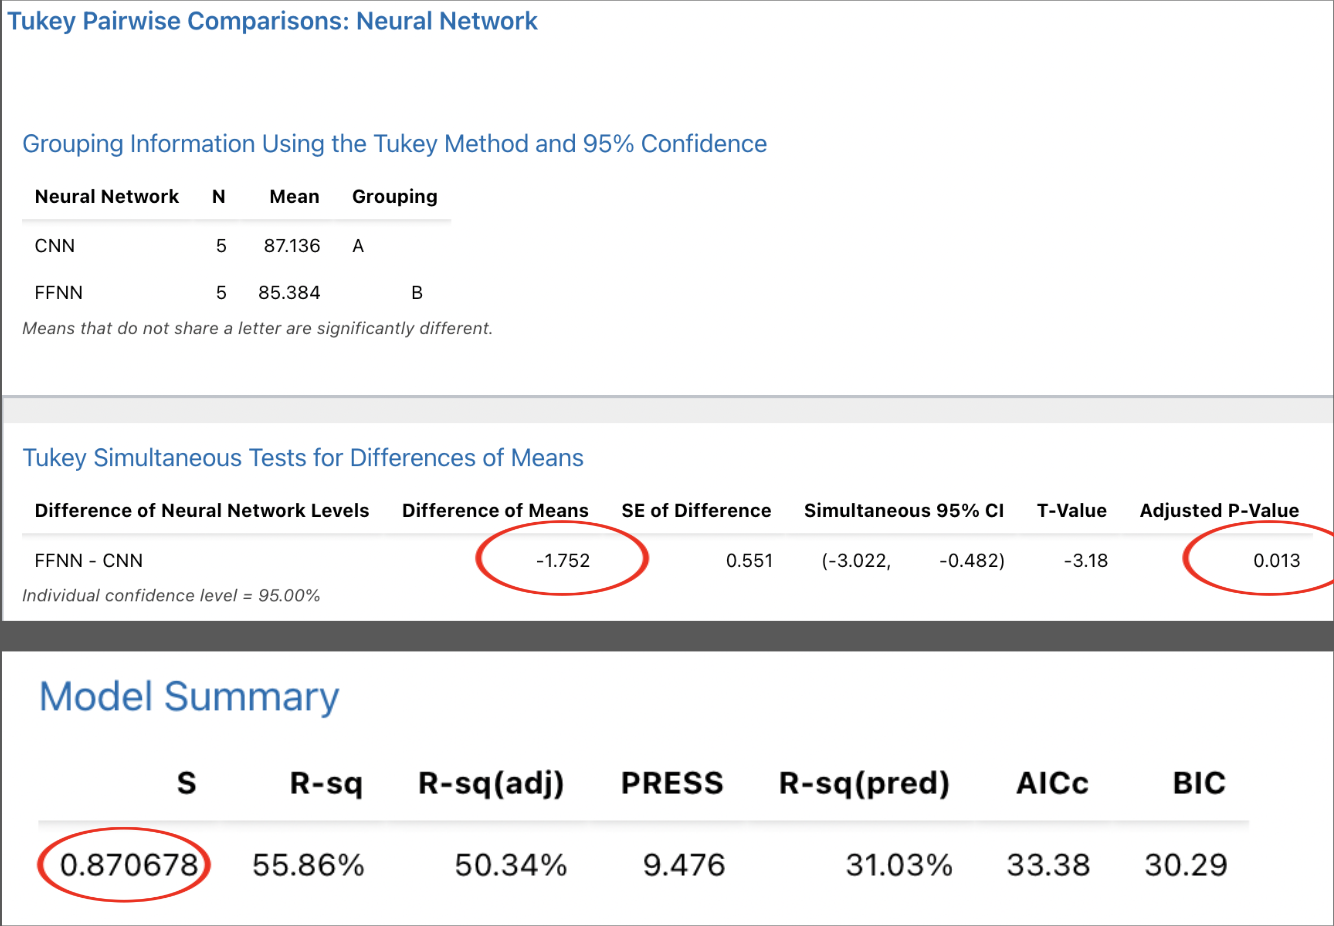 Tukey Pairwise Comparisons: Neural Network
Grouping Information Using the Tukey Method and 95% Confidence
Neural Network N Mean Grouping
CNN 5 87.136 A
FFNN 5 85.384 B
Means that do not share a letter are significantly different.
Tukey Simultaneous Tests for Differences of Means
Difference of Neural Network Levels Difference of Means SE of Difference Simultaneous 95% CI T-Value Adjusted P-Value
FFNN - CNN -1.752 0.551 (-3.022, -0.482) -3.18 0.013
Individual confidence level = 95.00%
Model Summary
S R-sq R-sq(adj) PRESS R-sq(pred) AICc BIC
0.870678 55.86% 50.34% 9.476 31.03% 33.38 30.29